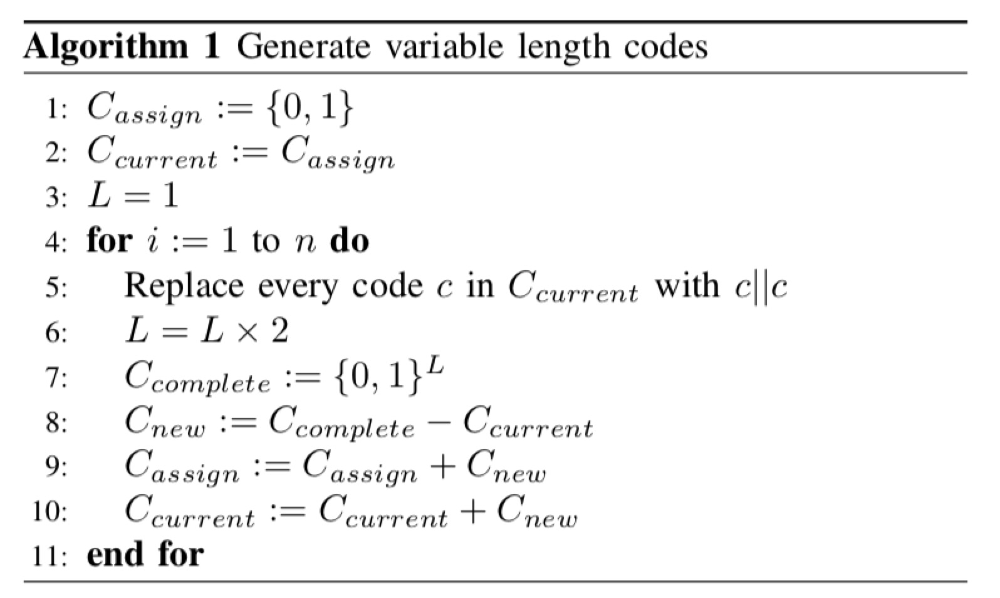 Algorithm 1 Generate variable length codes
1: C_{assign} := {0, 1}
2: C_{current} := C_{assign}
3: L = 1
4: for i := 1 to n do
5: Replace every code c in C_{current} with c||c
6: L = L × 2
7: C_{complete} := {0, 1}^L
8: C_{new} := C_{complete} − C_{current}
9: C_{assign} := C_{assign} + C_{new}
10: C_{current} := C_{current} + C_{new}
11: end for